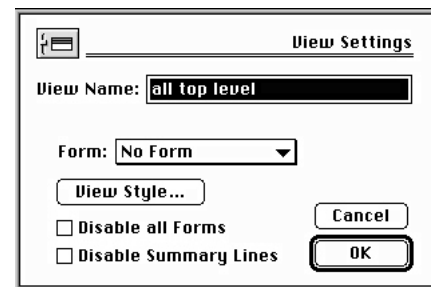 View Settings
View Name: all top level
Form: No Form
View Style...
Disable all Forms
Cancel
Disable Summary Lines
OK